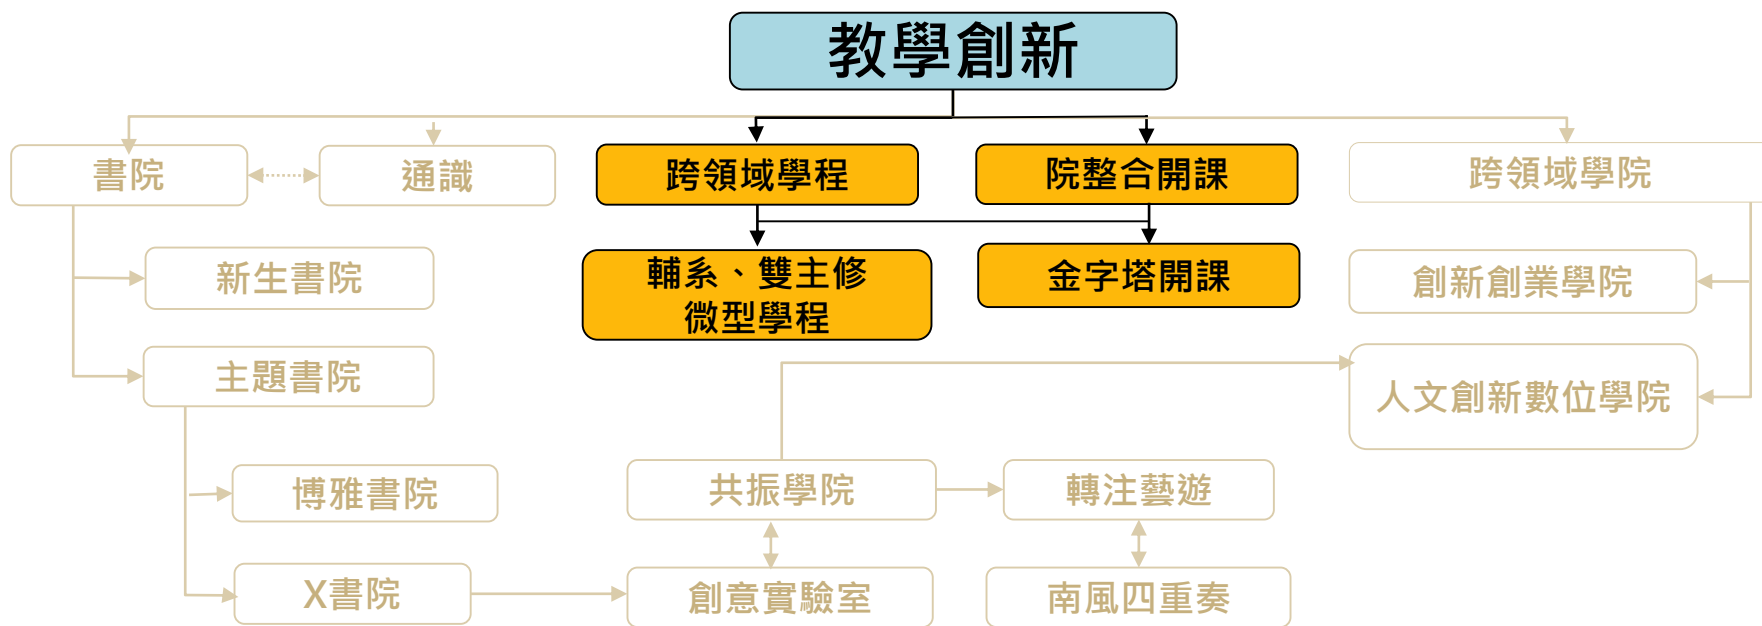 教學創新
書院
通識
跨領域學程
院整合開課
跨領域學院
新生書院
輔系、雙主修
微型學程
金字塔開課
創新創業學院
主題書院
人文創新數位學院
博雅書院
共振學院
轉注藝遊
X書院
創意實驗室
南風四重奏